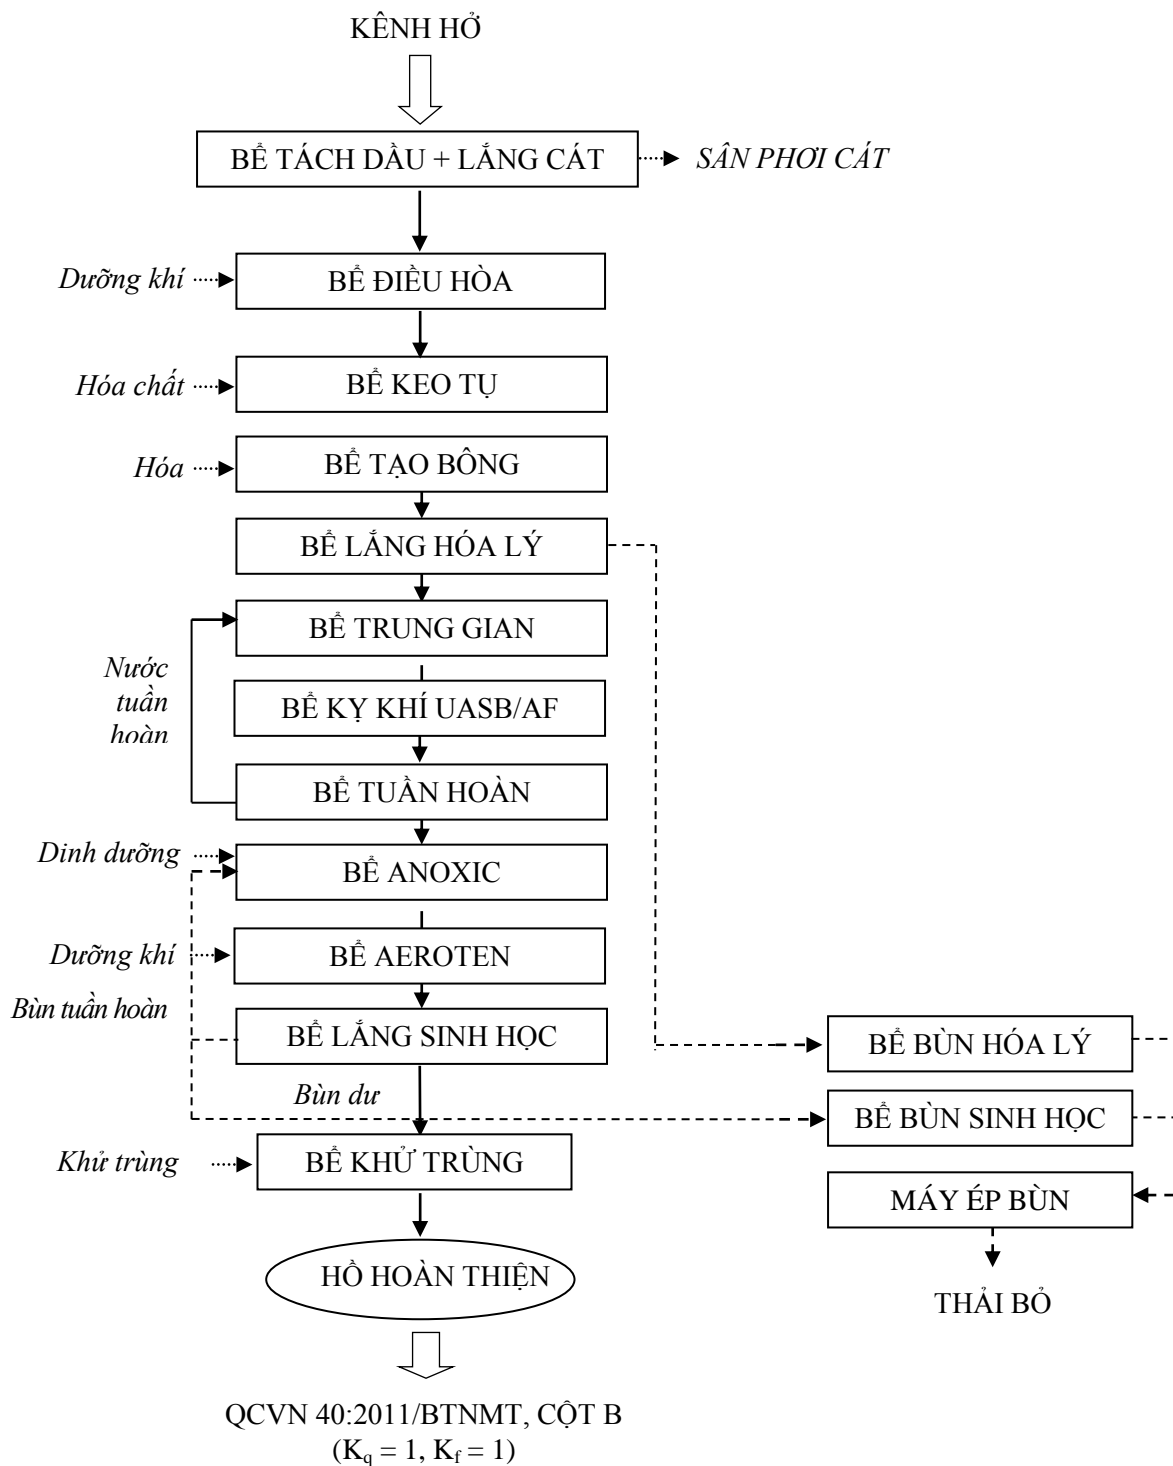 KÊNH HỞ
BỂ TÁCH DẦU + LẮNG CÁT
SÂN PHƠI CÁT
Dưỡng khí
BỂ ĐIỀU HÒA
Hóa chất
BỂ KEO TỤ
Hóa
BỂ TẠO BÔNG
BỂ LẮNG HÓA LÝ
BỂ TRUNG GIAN
Nước
tuần
hoàn
BỂ KỴ KHÍ UASB/AF
BỂ TUẦN HOÀN
Dinh dưỡng
BỂ ANOXIC
Dưỡng khí
BỂ AEROTEN
Bùn tuần hoàn
BỂ LẮNG SINH HỌC
BỂ BÙN HÓA LÝ
Bùn dư
BỂ BÙN SINH HỌC
Khử trùng
BỂ KHỬ TRÙNG
MÁY ÉP BÙN
HỒ HOÀN THIỆN
THẢI BỎ
QCVN 40:2011/BTNMT, CỘT B
(Kq = 1, Kf = 1)